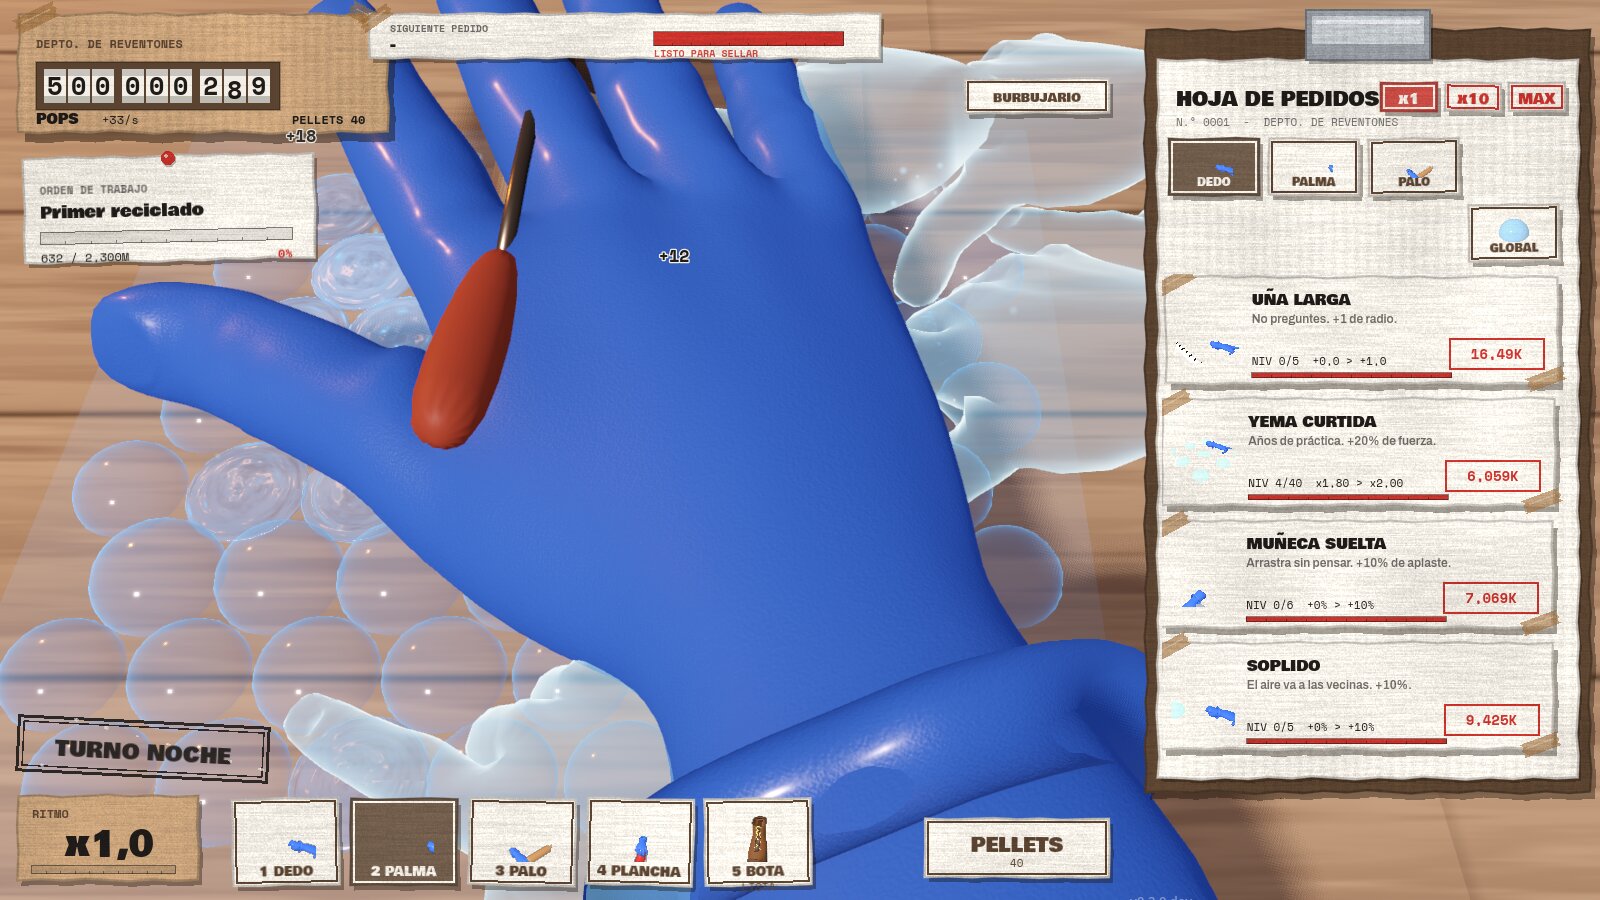 DEPTO. DE REVENTONES
500 000 289
POPS +33/s PELLETS 40
+18
SIGUIENTE PEDIDO
-
LISTO PARA SELLAR
ORDEN DE TRABAJO
Primer reciclado
632 / 2,300M 0%
+12
BURBUJARIO
HOJA DE PEDIDOS x1 x10 MAX
N.° 0001 - DEPTO. DE REVENTONES
DEDO PALMA PALO
GLOBAL
UÑA LARGA
No preguntes. +1 de radio.
NIV 0/5 +0,0 > +1,0 16,49K
YEMA CURTIDA
Años de práctica. +20% de fuerza.
NIV 4/40 x1,80 > x2,00 6,059K
MUÑECA SUELTA
Arrastra sin pensar. +10% de aplaste.
NIV 0/6 +0% > +10% 7,069K
SOPLIDO
El aire va a las vecinas. +10%.
NIV 0/5 +0% > +10% 9,425K
TURNO NOCHE
RITMO
x1,0
1 DEDO 2 PALMA 3 PALO 4 PLANCHA 5 BOTA
PELLETS
40